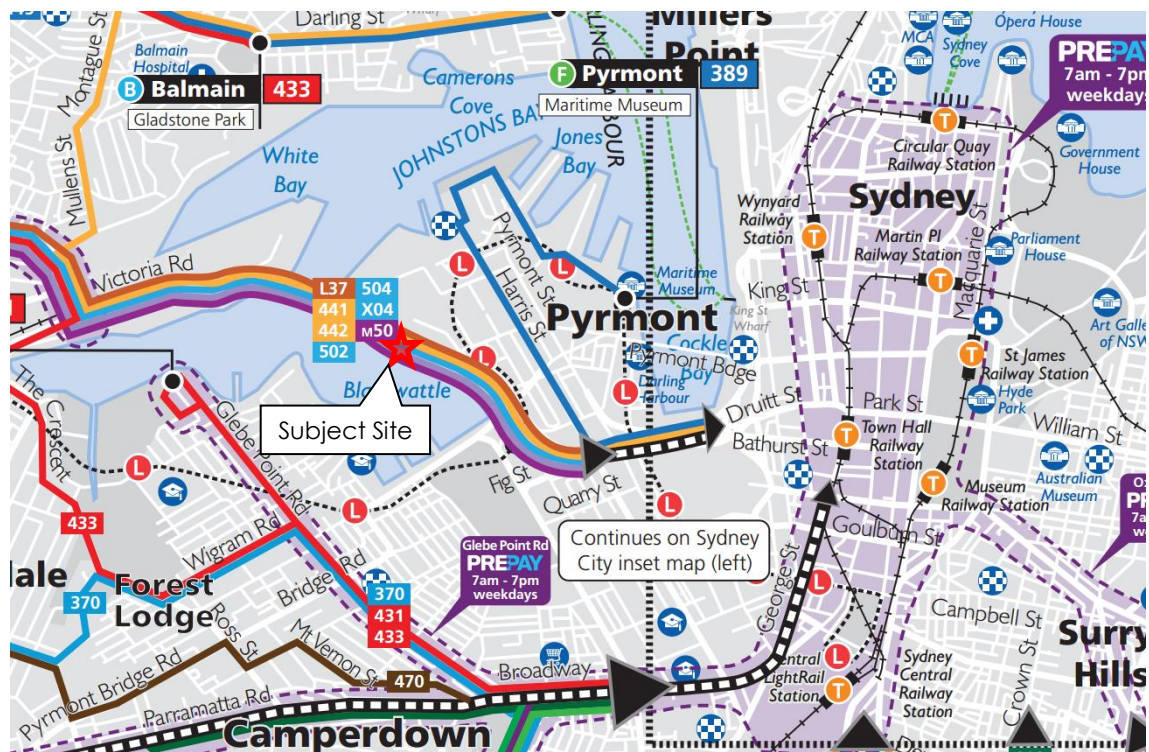 Darling St
Montague St
Balmain
Hospital
B Balmain 433
Gladstone Park
Mullens St
White
Bay
Camerons
Cove
JOHNSTONS BAY
Jones
Bay
F Pyrmont 389
Maritime Museum
Millers
Point
MCA
Sydney
Cove
Opera House
PREPAY
7am - 7pm
weekdays
Circular Quay
Railway Station
Government
House
Sydney
Wynyard
Railway
Station
Martin Pl
Railway Station
Macquarie St
Parliament
House
Victoria Rd
L37 504
441 X04
442 M50
502
Pyrmont St
Harris St
Maritime
Museum
King St
King St
Wharf
Pyrmont
Pyrmont Bdge
Cockle
Bay
Darling
Harbour
Art Galle
of NSW
St James
Railway Station
Hyde
Park
Subject Site
Druitt St
Bathurst St
Park St
Town Hall
Railway
Station
William St
Australian
Museum
Museum
Railway Station
The Crescent
Glebe Point Rd
Fig St
Quarry St
433
Wigram Rd
Bridge Rd
Glebe Point Rd
PREPAY
7am - 7pm
weekdays
Continues on Sydney
City inset map (left)
Goulburn St
George St
370
Forest
Lodge
Ross St
370
431
433
Mt Vernon St
470
Pyrmont Bridge Rd
Parramatta Rd
Broadway
Camperdown
Central
LightRail
Station
Sydney
Central
Railway
Station
Campbell St
Crown St
Surry
Hills